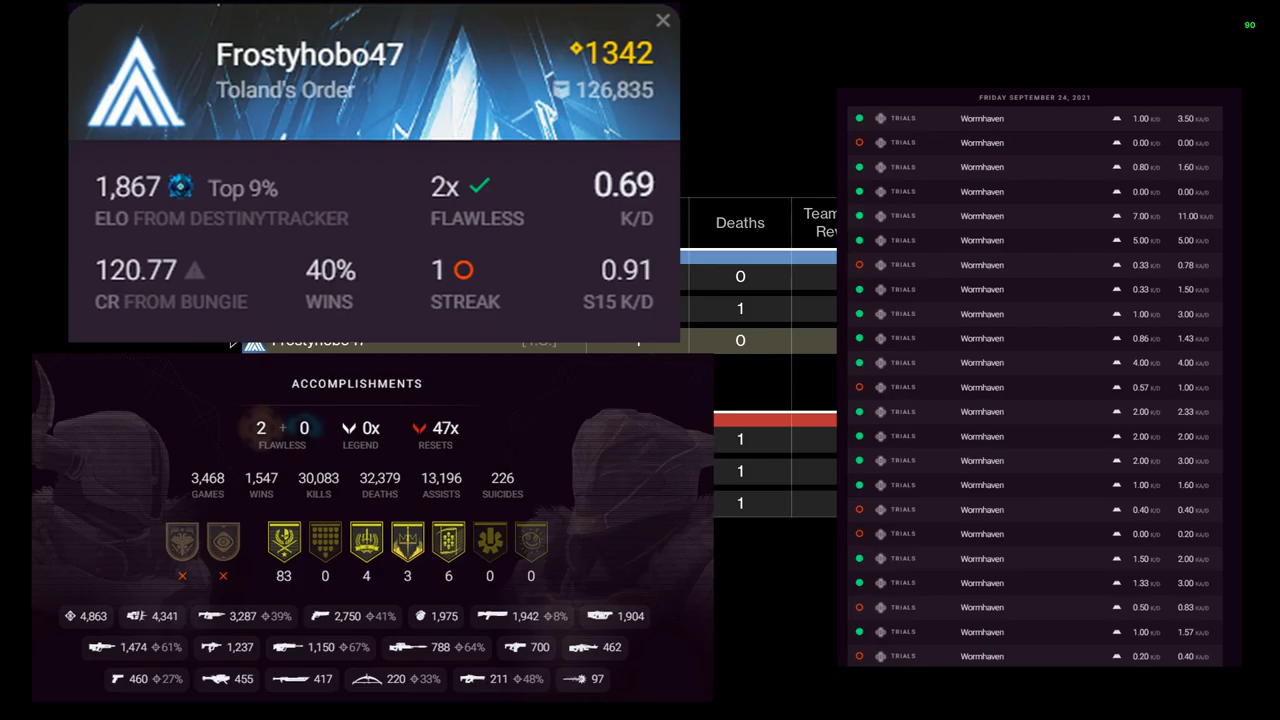 90
Frostyhobo47
1342
Toland's Order
126,835
1,867 Top 9%
2x
0.69
ELO FROM DESTINYTRACKER
FLAWLESS
K/D
120.77
40%
1
0.91
CR FROM BUNGIE
WINS
STREAK
S15 K/D
Deaths
Team
Rev
0
1
0
1
1
1
ACCOMPLISHMENTS
2 + 0
0x
47x
FLAWLESS
LEGEND
RESETS
3,468
1,547
30,083
32,379
13,196
226
GAMES
WINS
KILLS
DEATHS
ASSISTS
SUICIDES
83 0 4 3 6 0 0
4,863 4,341 3,287 39% 2,750 41% 1,975 1,942 8% 1,904
1,474 61% 1,237 1,150 67% 788 64% 700 462
460 27% 455 417 220 33% 211 48% 97
FRIDAY SEPTEMBER 24, 2021
TRIALS Wormhaven 1.00 K/D 3.50 KA/D
TRIALS Wormhaven 0.00 K/D 0.00 KA/D
TRIALS Wormhaven 0.80 K/D 1.60 KA/D
TRIALS Wormhaven 0.00 K/D 0.00 KA/D
TRIALS Wormhaven 7.00 K/D 11.00 KA/D
TRIALS Wormhaven 5.00 K/D 5.00 KA/D
TRIALS Wormhaven 0.33 K/D 0.78 KA/D
TRIALS Wormhaven 0.33 K/D 1.50 KA/D
TRIALS Wormhaven 1.00 K/D 3.00 KA/D
TRIALS Wormhaven 0.86 K/D 1.43 KA/D
TRIALS Wormhaven 4.00 K/D 4.00 KA/D
TRIALS Wormhaven 0.57 K/D 1.00 KA/D
TRIALS Wormhaven 2.00 K/D 2.33 KA/D
TRIALS Wormhaven 2.00 K/D 2.00 KA/D
TRIALS Wormhaven 2.00 K/D 3.00 KA/D
TRIALS Wormhaven 1.00 K/D 1.60 KA/D
TRIALS Wormhaven 0.40 K/D 0.40 KA/D
TRIALS Wormhaven 0.00 K/D 0.20 KA/D
TRIALS Wormhaven 1.50 K/D 2.00 KA/D
TRIALS Wormhaven 1.33 K/D 3.00 KA/D
TRIALS Wormhaven 0.50 K/D 0.83 KA/D
TRIALS Wormhaven 1.00 K/D 1.57 KA/D
TRIALS Wormhaven 0.20 K/D 0.40 KA/D